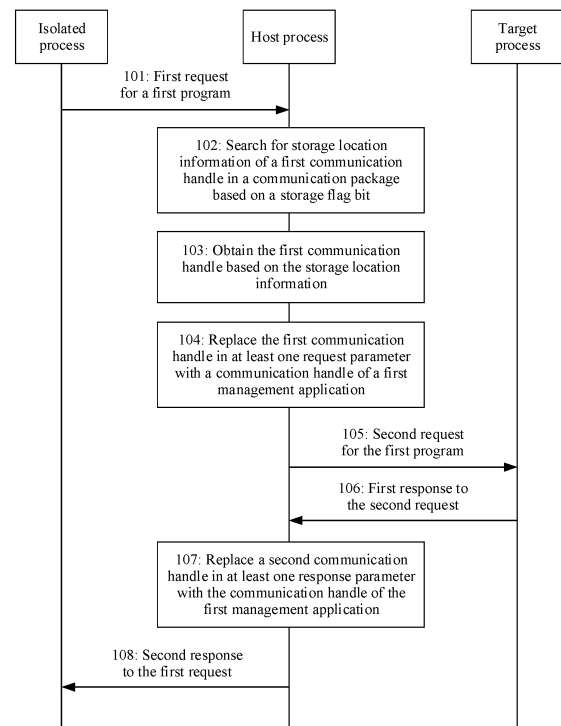 Isolated
process
Host process
Target
process
101: First request
for a first program
102: Search for storage location
information of a first communication
handle in a communication package
based on a storage flag bit
103: Obtain the first communication
handle based on the storage location
information
104: Replace the first communication
handle in at least one request parameter
with a communication handle of a first
management application
105: Second request
for the first program
106: First response to
the second request
107: Replace a second communication
handle in at least one response parameter
with the communication handle of the
first management application
108: Second response
to the first request